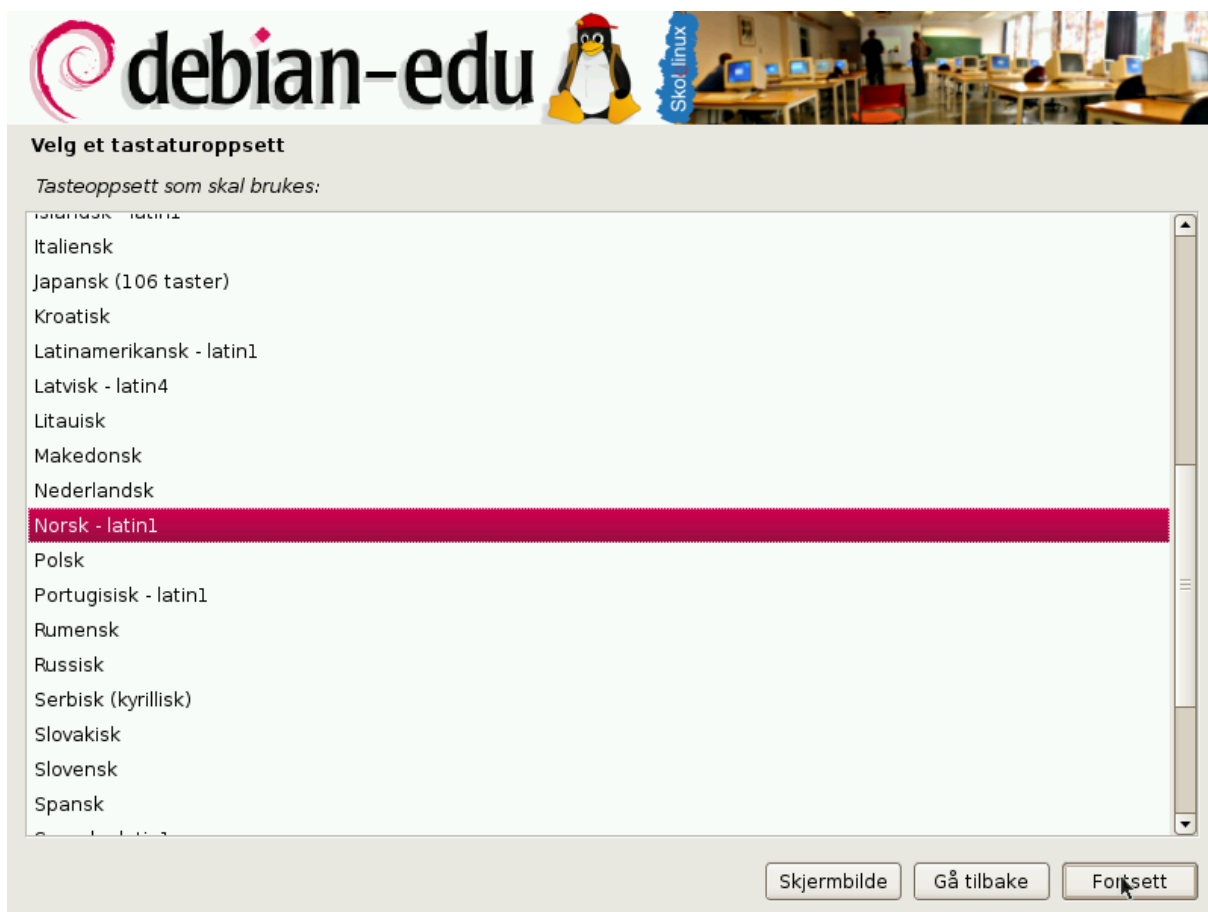 debian-edu
Skolelinux
Velg et tastaturoppsett
Tasteoppsett som skal brukes:
Italiensk
Japansk (106 taster)
Kroatisk
Latinamerikansk - latin1
Latvisk - latin4
Litauisk
Makedonsk
Nederlandsk
Norsk - latin1
Polsk
Portugisisk - latin1
Rumensk
Russisk
Serbisk (kyrillisk)
Slovakisk
Slovensk
Spansk
Skjermbilde
Gå tilbake
Fortsett